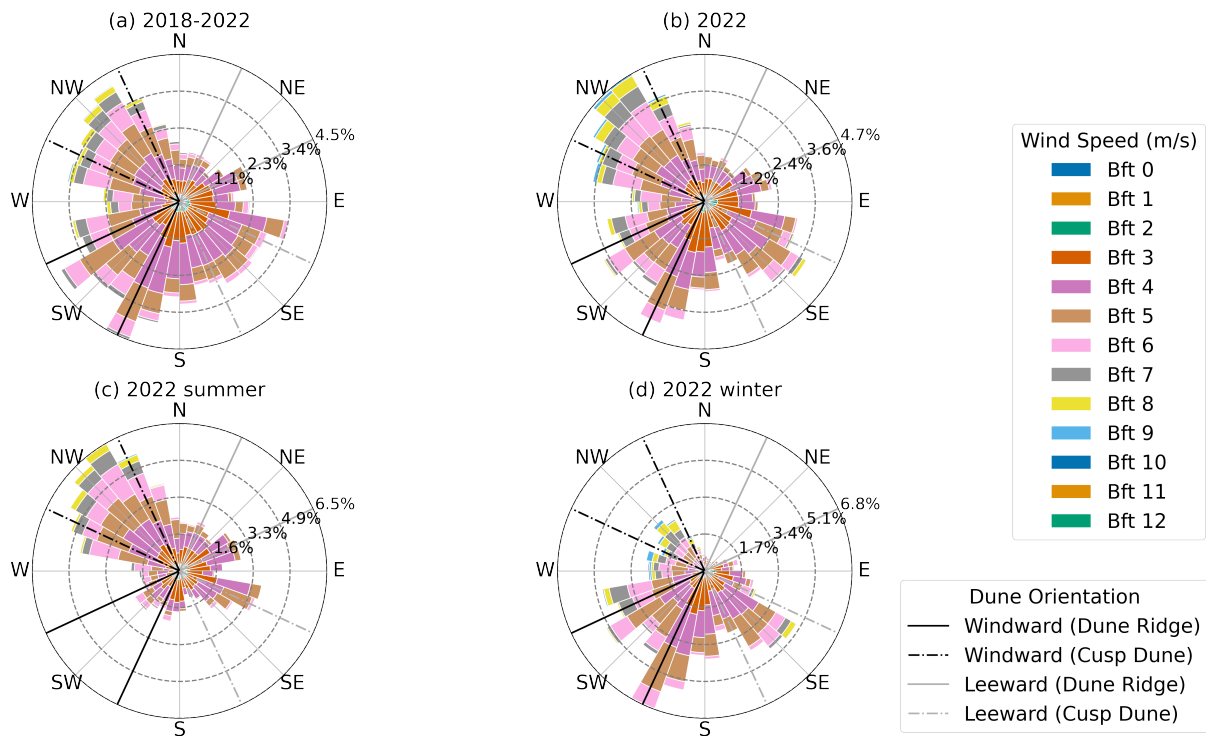 (a) 2018-2022
N
NW
NE
W
E
SW
SE
S
1.1%
2.3%
3.4%
4.5%
(b) 2022
N
NW
NE
W
E
SW
SE
S
1.2%
2.4%
3.6%
4.7%
(c) 2022 summer
N
NW
NE
W
E
SW
SE
S
1.6%
3.3%
4.9%
6.5%
(d) 2022 winter
N
NW
NE
W
E
SW
SE
S
1.7%
3.4%
5.1%
6.8%
Wind Speed (m/s)
Bft 0
Bft 1
Bft 2
Bft 3
Bft 4
Bft 5
Bft 6
Bft 7
Bft 8
Bft 9
Bft 10
Bft 11
Bft 12
Dune Orientation
Windward (Dune Ridge)
Windward (Cusp Dune)
Leeward (Dune Ridge)
Leeward (Cusp Dune)